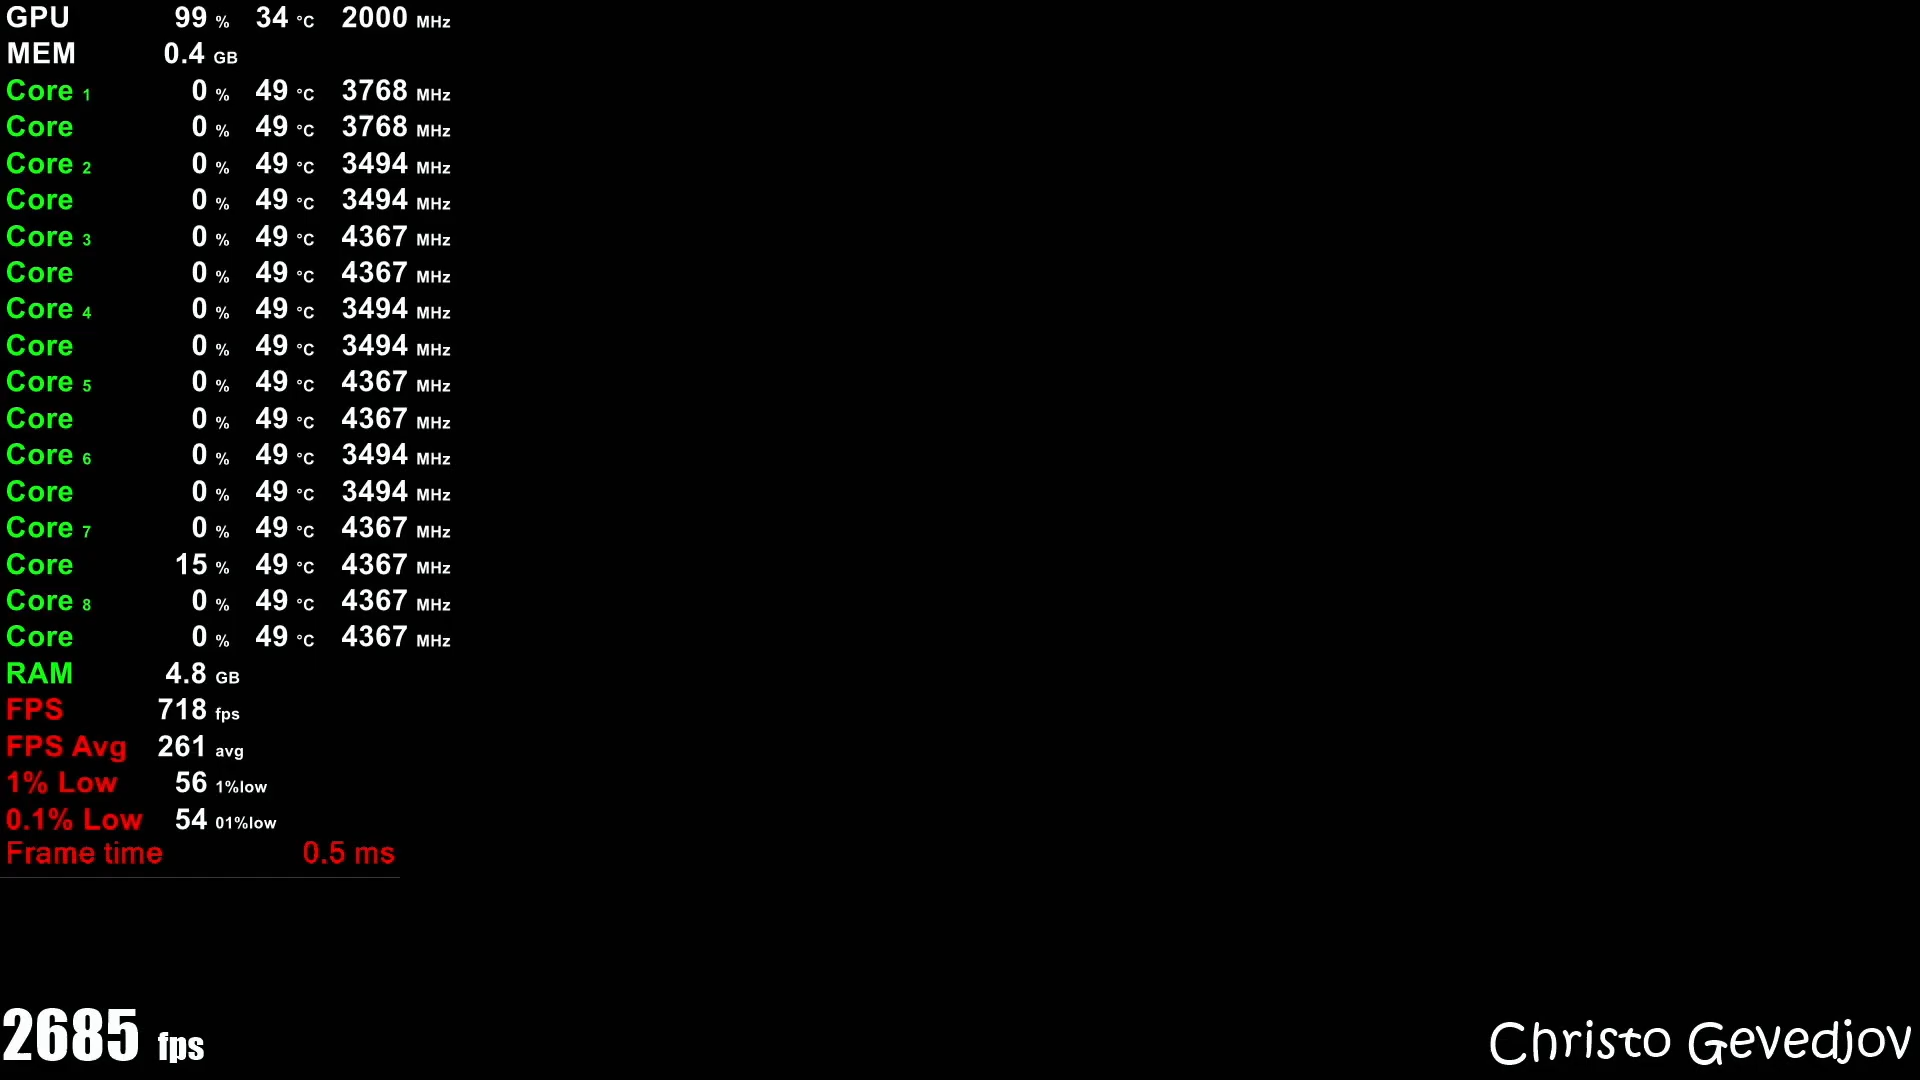 GPU 99 % 34 °C 2000 MHz
MEM 0.4 GB
Core 1 0 % 49 °C 3768 MHz
Core 0 % 49 °C 3768 MHz
Core 2 0 % 49 °C 3494 MHz
Core 0 % 49 °C 3494 MHz
Core 3 0 % 49 °C 4367 MHz
Core 0 % 49 °C 4367 MHz
Core 4 0 % 49 °C 3494 MHz
Core 0 % 49 °C 3494 MHz
Core 5 0 % 49 °C 4367 MHz
Core 0 % 49 °C 4367 MHz
Core 6 0 % 49 °C 3494 MHz
Core 0 % 49 °C 3494 MHz
Core 7 0 % 49 °C 4367 MHz
Core 15 % 49 °C 4367 MHz
Core 8 0 % 49 °C 4367 MHz
Core 0 % 49 °C 4367 MHz
RAM 4.8 GB
FPS 718 fps
FPS Avg 261 avg
1% Low 56 1%low
0.1% Low 54 01%low
Frame time 0.5 ms
2685 fps
Christo Gevedjov